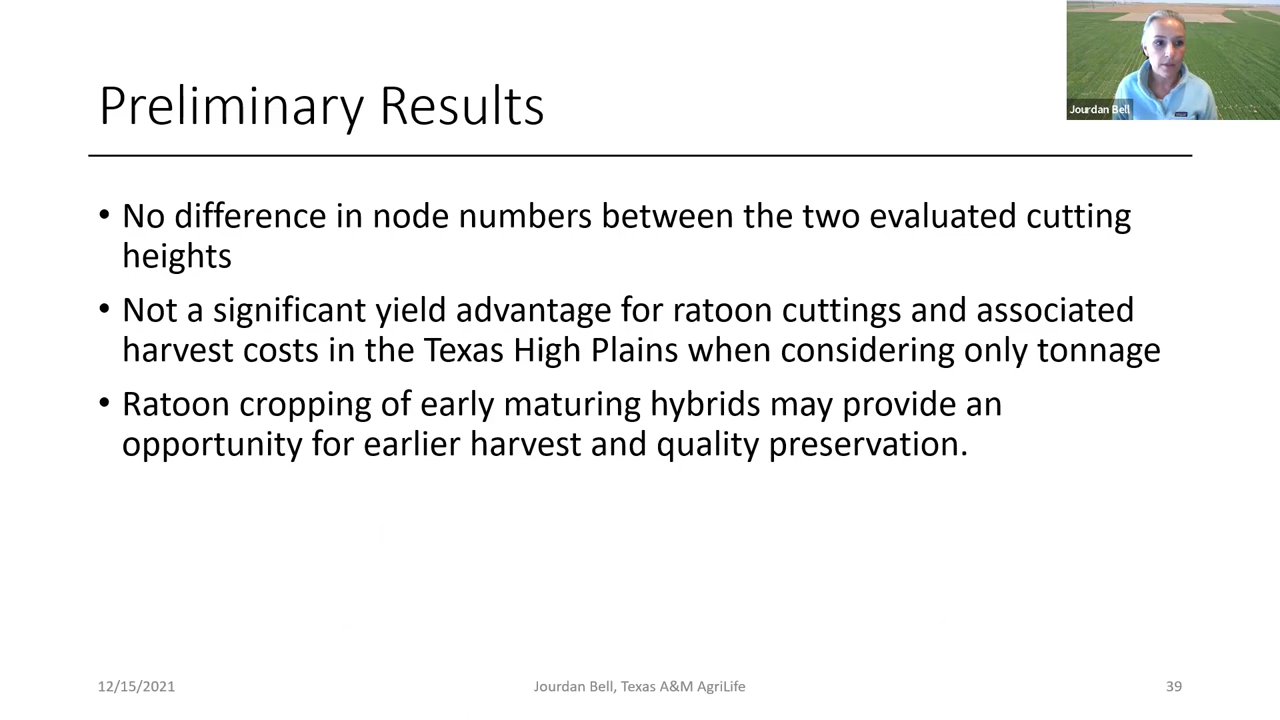 Preliminary Results
Jourdan Bell
• No difference in node numbers between the two evaluated cutting
heights
• Not a significant yield advantage for ratoon cuttings and associated
harvest costs in the Texas High Plains when considering only tonnage
• Ratoon cropping of early maturing hybrids may provide an
opportunity for earlier harvest and quality preservation.
12/15/2021
Jourdan Bell, Texas A&M AgriLife
39